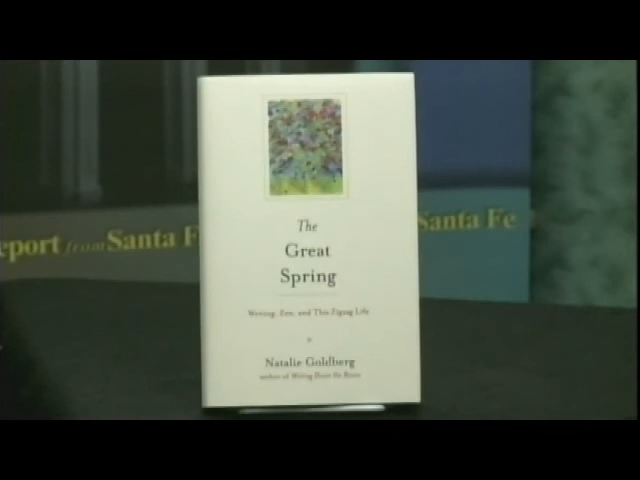 The
Great
Spring
Writing, Zen, and This Zigzag Life
Natalie Goldberg
author of Writing Down the Bones
Report from Santa Fe
Santa Fe